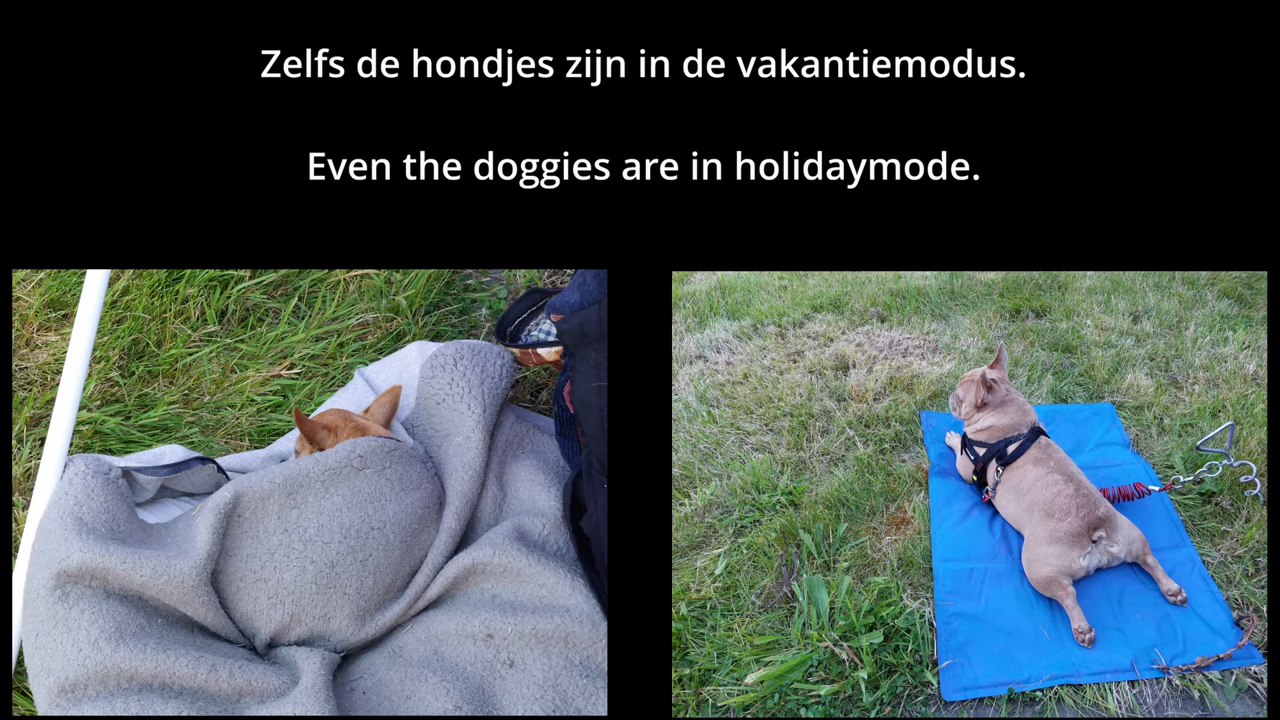 Zelfs de hondjes zijn in de vakantiemodus.
Even the doggies are in holidaymode.